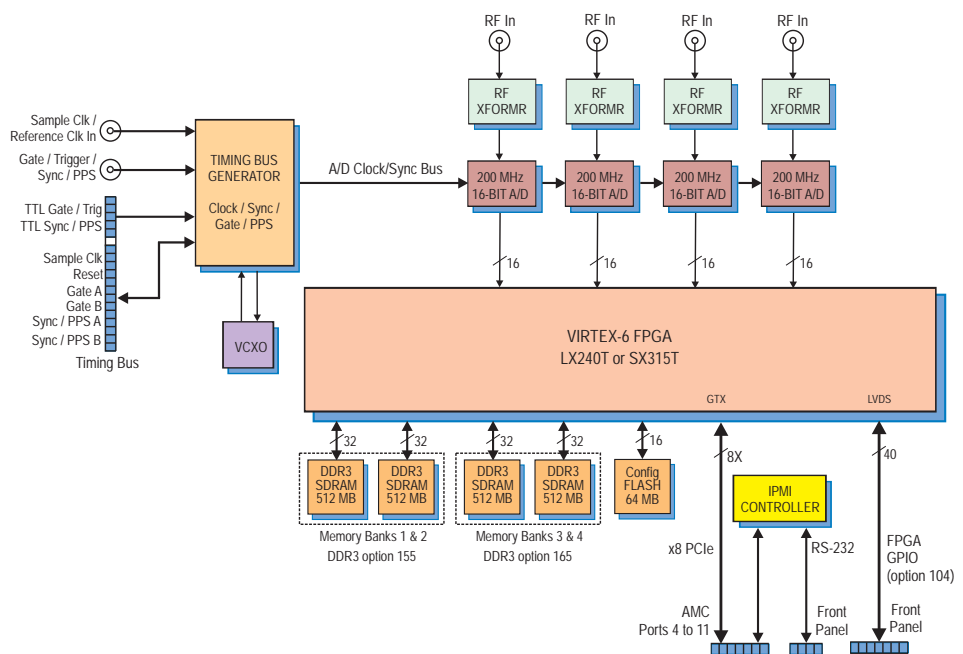 RF In
RF In
RF In
RF In
RF
XFORMR
RF
XFORMR
RF
XFORMR
RF
XFORMR
Sample Clk /
Reference Clk In
Gate / Trigger /
Sync / PPS
TTL Gate / Trig
TTL Sync / PPS
Sample Clk
Reset
Gate A
Gate B
Sync / PPS A
Sync / PPS B
Timing Bus
TIMING BUS
GENERATOR
Clock / Sync /
Gate / PPS
VCXO
A/D Clock/Sync Bus
200 MHz
16-BIT A/D
200 MHz
16-BIT A/D
200 MHz
16-BIT A/D
200 MHz
16-BIT A/D
16
16
16
16
VIRTEX-6 FPGA
LX240T or SX315T
GTX
LVDS
32
32
32
32
16
8X
40
DDR3
SDRAM
512 MB
DDR3
SDRAM
512 MB
DDR3
SDRAM
512 MB
DDR3
SDRAM
512 MB
Config
FLASH
64 MB
Memory Banks 1 & 2
DDR3 option 155
Memory Banks 3 & 4
DDR3 option 165
IPMI
CONTROLLER
x8 PCIe
RS-232
FPGA
GPIO
(option 104)
AMC
Ports 4 to 11
Front
Panel
Front
Panel